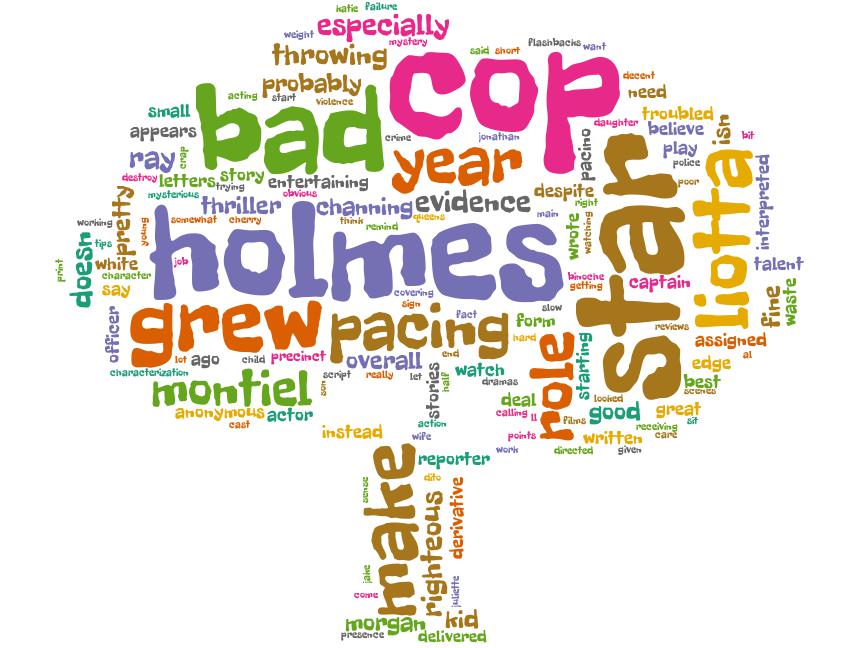 katie failure
especially
weight mystery
said short flashbacks want
throwing cop decent
probably need
acting start violence
small bad troubled
appears crime jonathan daughter believe isn bit
ray crap year pacino play
destroy letters story entertaining police
mysterious trying obvious despite poor
pretty thriller channing evidence stan liotta interpreted
working young somewhat cherry queens think remind main right wrote watching
doesn tips holmes
print white job binoche getting captain talent
character covering
say sign slow fine waste
officer grew pacing fact form reviews
hard assigned al
lot ago child precinct overall end role starting edge
characterization script really let watch best scenes
montiel son stories half dramas
anonymous actor deal looked good great
cast action calling ll films sit
instead wife points written receiving care
make reporter work directed given
sense dito
righteous derivative
jake juliette
come
morgan kid
presence delivered